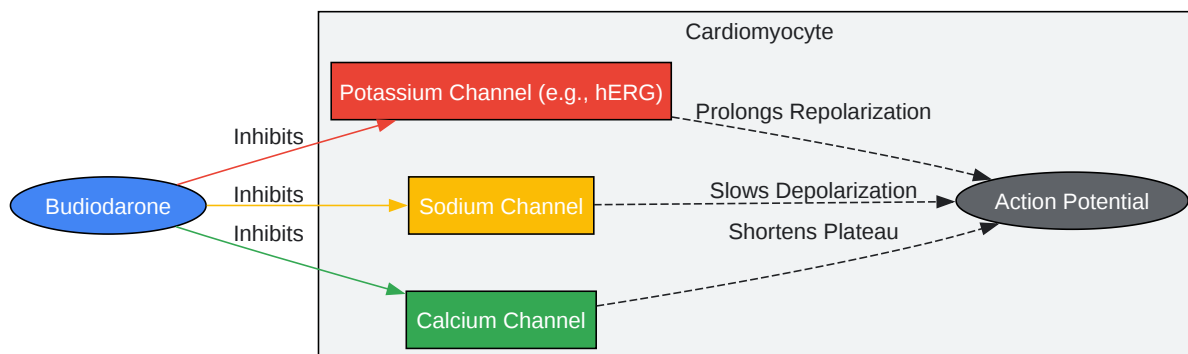 Cardiomyocyte
Potassium Channel (e.g., hERG)
Prolongs Repolarization
Inhibits
Budiodarone
Inhibits
Sodium Channel
Slows Depolarization
Action Potential
Inhibits
Shortens Plateau
Calcium Channel